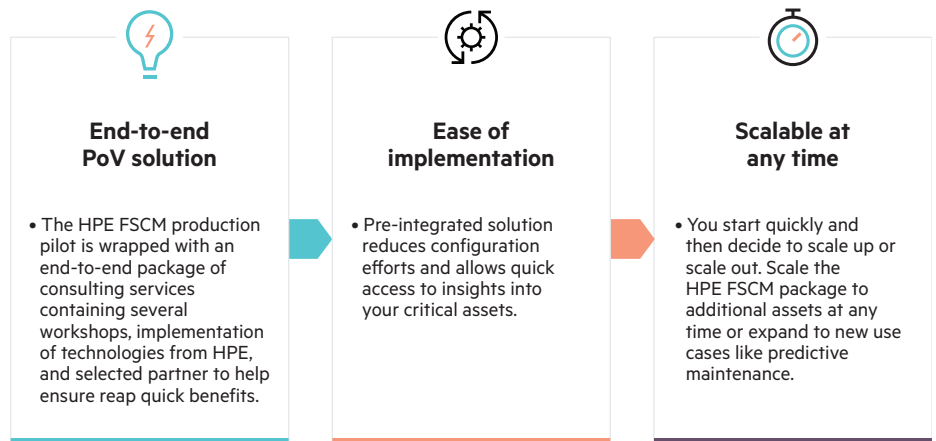 End-to-end
PoV solution
• The HPE FSCM production
pilot is wrapped with an
end-to-end package of
consulting services
containing several
workshops, implementation
of technologies from HPE,
and selected partner to help
ensure reap quick benefits.
Ease of
implementation
• Pre-integrated solution
reduces configuration
efforts and allows quick
access to insights into
your critical assets.
Scalable at
any time
• You start quickly and
then decide to scale up or
scale out. Scale the
HPE FSCM package to
additional assets at any
time or expand to new use
cases like predictive
maintenance.